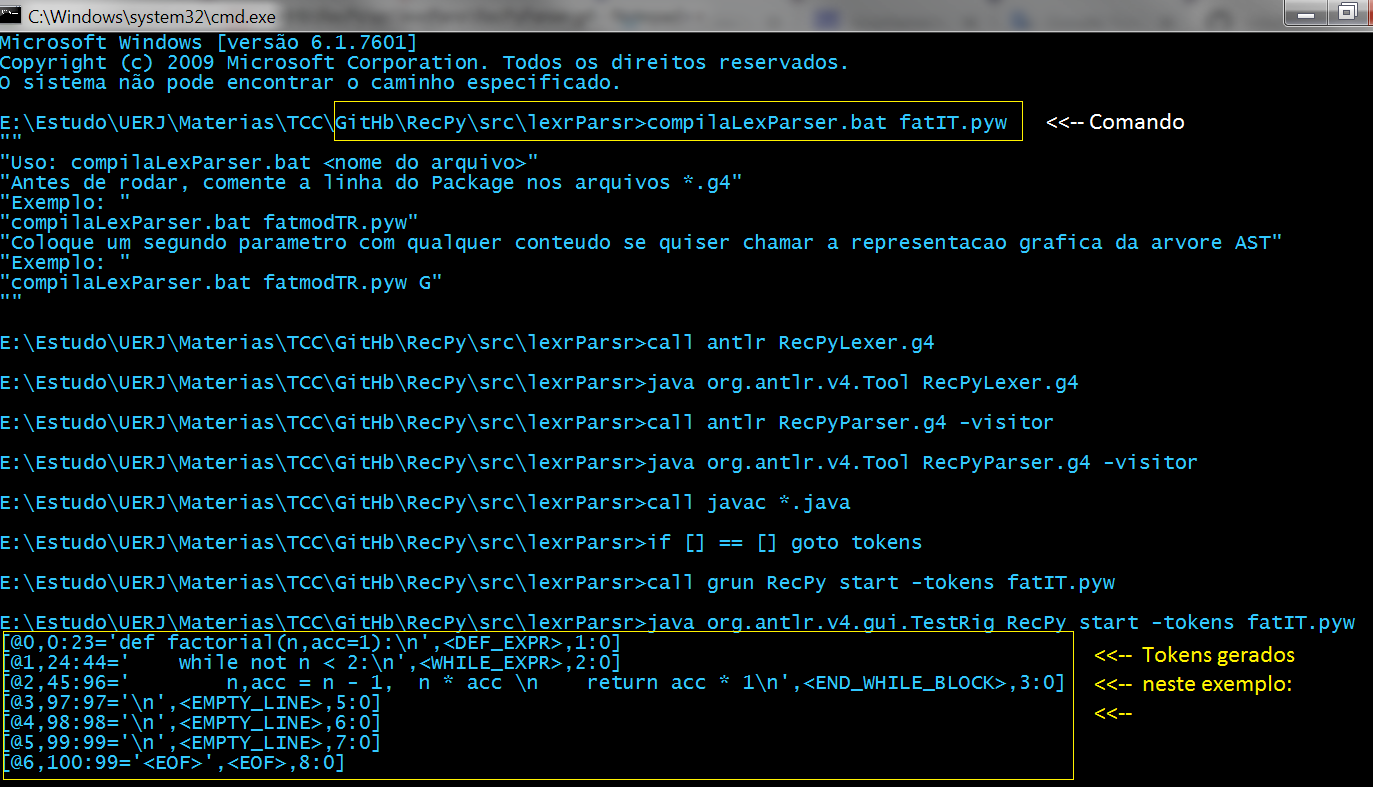 C:\Windows\system32\cmd.exe
Microsoft Windows [versão 6.1.7601]
Copyright (c) 2009 Microsoft Corporation. Todos os direitos reservados.
O sistema não pode encontrar o caminho especificado.
E:\Estudo\UERJ\Materias\TCC\GitHb\RecPy\src\lexrParsr>compilaLexParser.bat fatIT.pyw <<-- Comando
""
"Uso: compilaLexParser.bat <nome do arquivo>"
"Antes de rodar, comente a linha do Package nos arquivos *.g4"
"Exemplo: "
"compilaLexParser.bat fatmodTR.pyw"
"Coloque um segundo parametro com qualquer conteudo se quiser chamar a representacao grafica da arvore AST"
"Exemplo: "
"compilaLexParser.bat fatmodTR.pyw G"
""
E:\Estudo\UERJ\Materias\TCC\GitHb\RecPy\src\lexrParsr>call antlr RecPyLexer.g4
E:\Estudo\UERJ\Materias\TCC\GitHb\RecPy\src\lexrParsr>java org.antlr.v4.Tool RecPyLexer.g4
E:\Estudo\UERJ\Materias\TCC\GitHb\RecPy\src\lexrParsr>call antlr RecPyParser.g4 -visitor
E:\Estudo\UERJ\Materias\TCC\GitHb\RecPy\src\lexrParsr>java org.antlr.v4.Tool RecPyParser.g4 -visitor
E:\Estudo\UERJ\Materias\TCC\GitHb\RecPy\src\lexrParsr>call javac *.java
E:\Estudo\UERJ\Materias\TCC\GitHb\RecPy\src\lexrParsr>if [] == [] goto tokens
E:\Estudo\UERJ\Materias\TCC\GitHb\RecPy\src\lexrParsr>call grun RecPy start -tokens fatIT.pyw
E:\Estudo\UERJ\Materias\TCC\GitHb\RecPy\src\lexrParsr>java org.antlr.v4.gui.TestRig RecPy start -tokens fatIT.pyw
[@0,0:23='def factorial(n,acc=1):\n',<DEF_EXPR>,1:0]
[@1,24:44='    while not n < 2:\n',<WHILE_EXPR>,2:0] <<-- Tokens gerados
[@2,45:96='        n,acc = n - 1,  n * acc \n    return acc * 1\n',<END_WHILE_BLOCK>,3:0] <<-- neste exemplo:
[@3,97:97='\n',<EMPTY_LINE>,5:0]
[@4,98:98='\n',<EMPTY_LINE>,6:0] <<--
[@5,99:99='\n',<EMPTY_LINE>,7:0]
[@6,100:99='<EOF>',<EOF>,8:0]